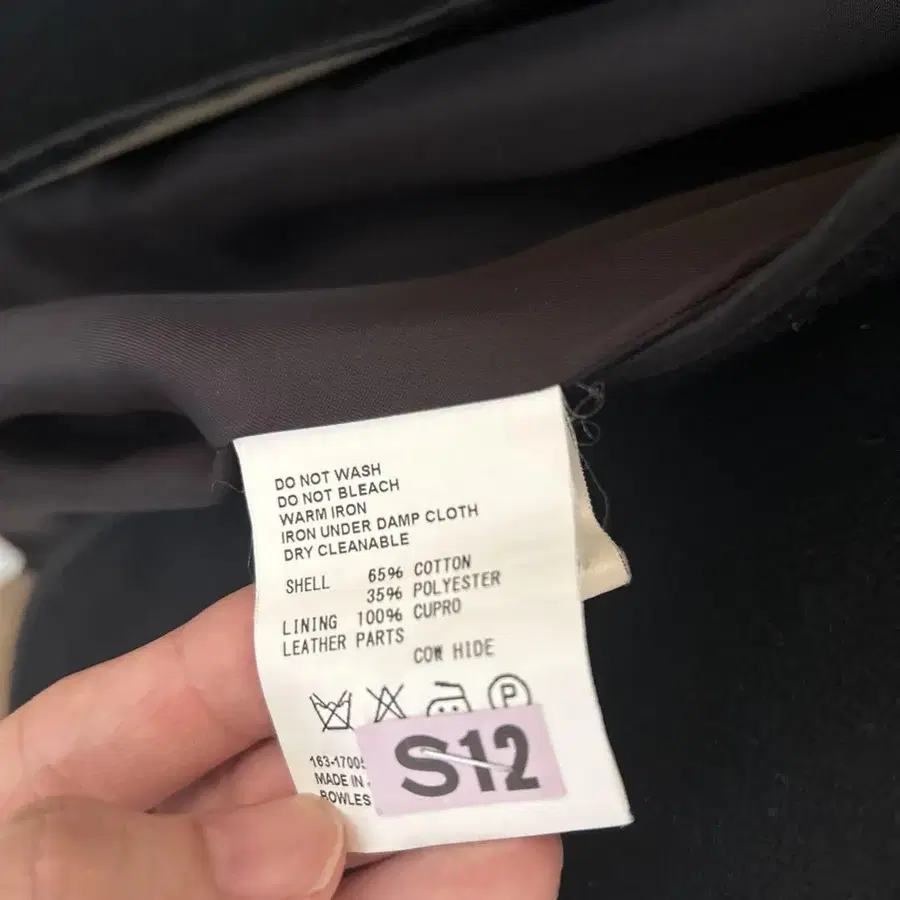 DO NOT WASH
DO NOT BLEACH
WARM IRON
IRON UNDER DAMP CLOTH
DRY CLEANABLE
SHELL 65% COTTON
35% POLYESTER
LINING 100% CUPRO
LEATHER PARTS
COW HIDE
P
S12
MADE IN
BOWLES